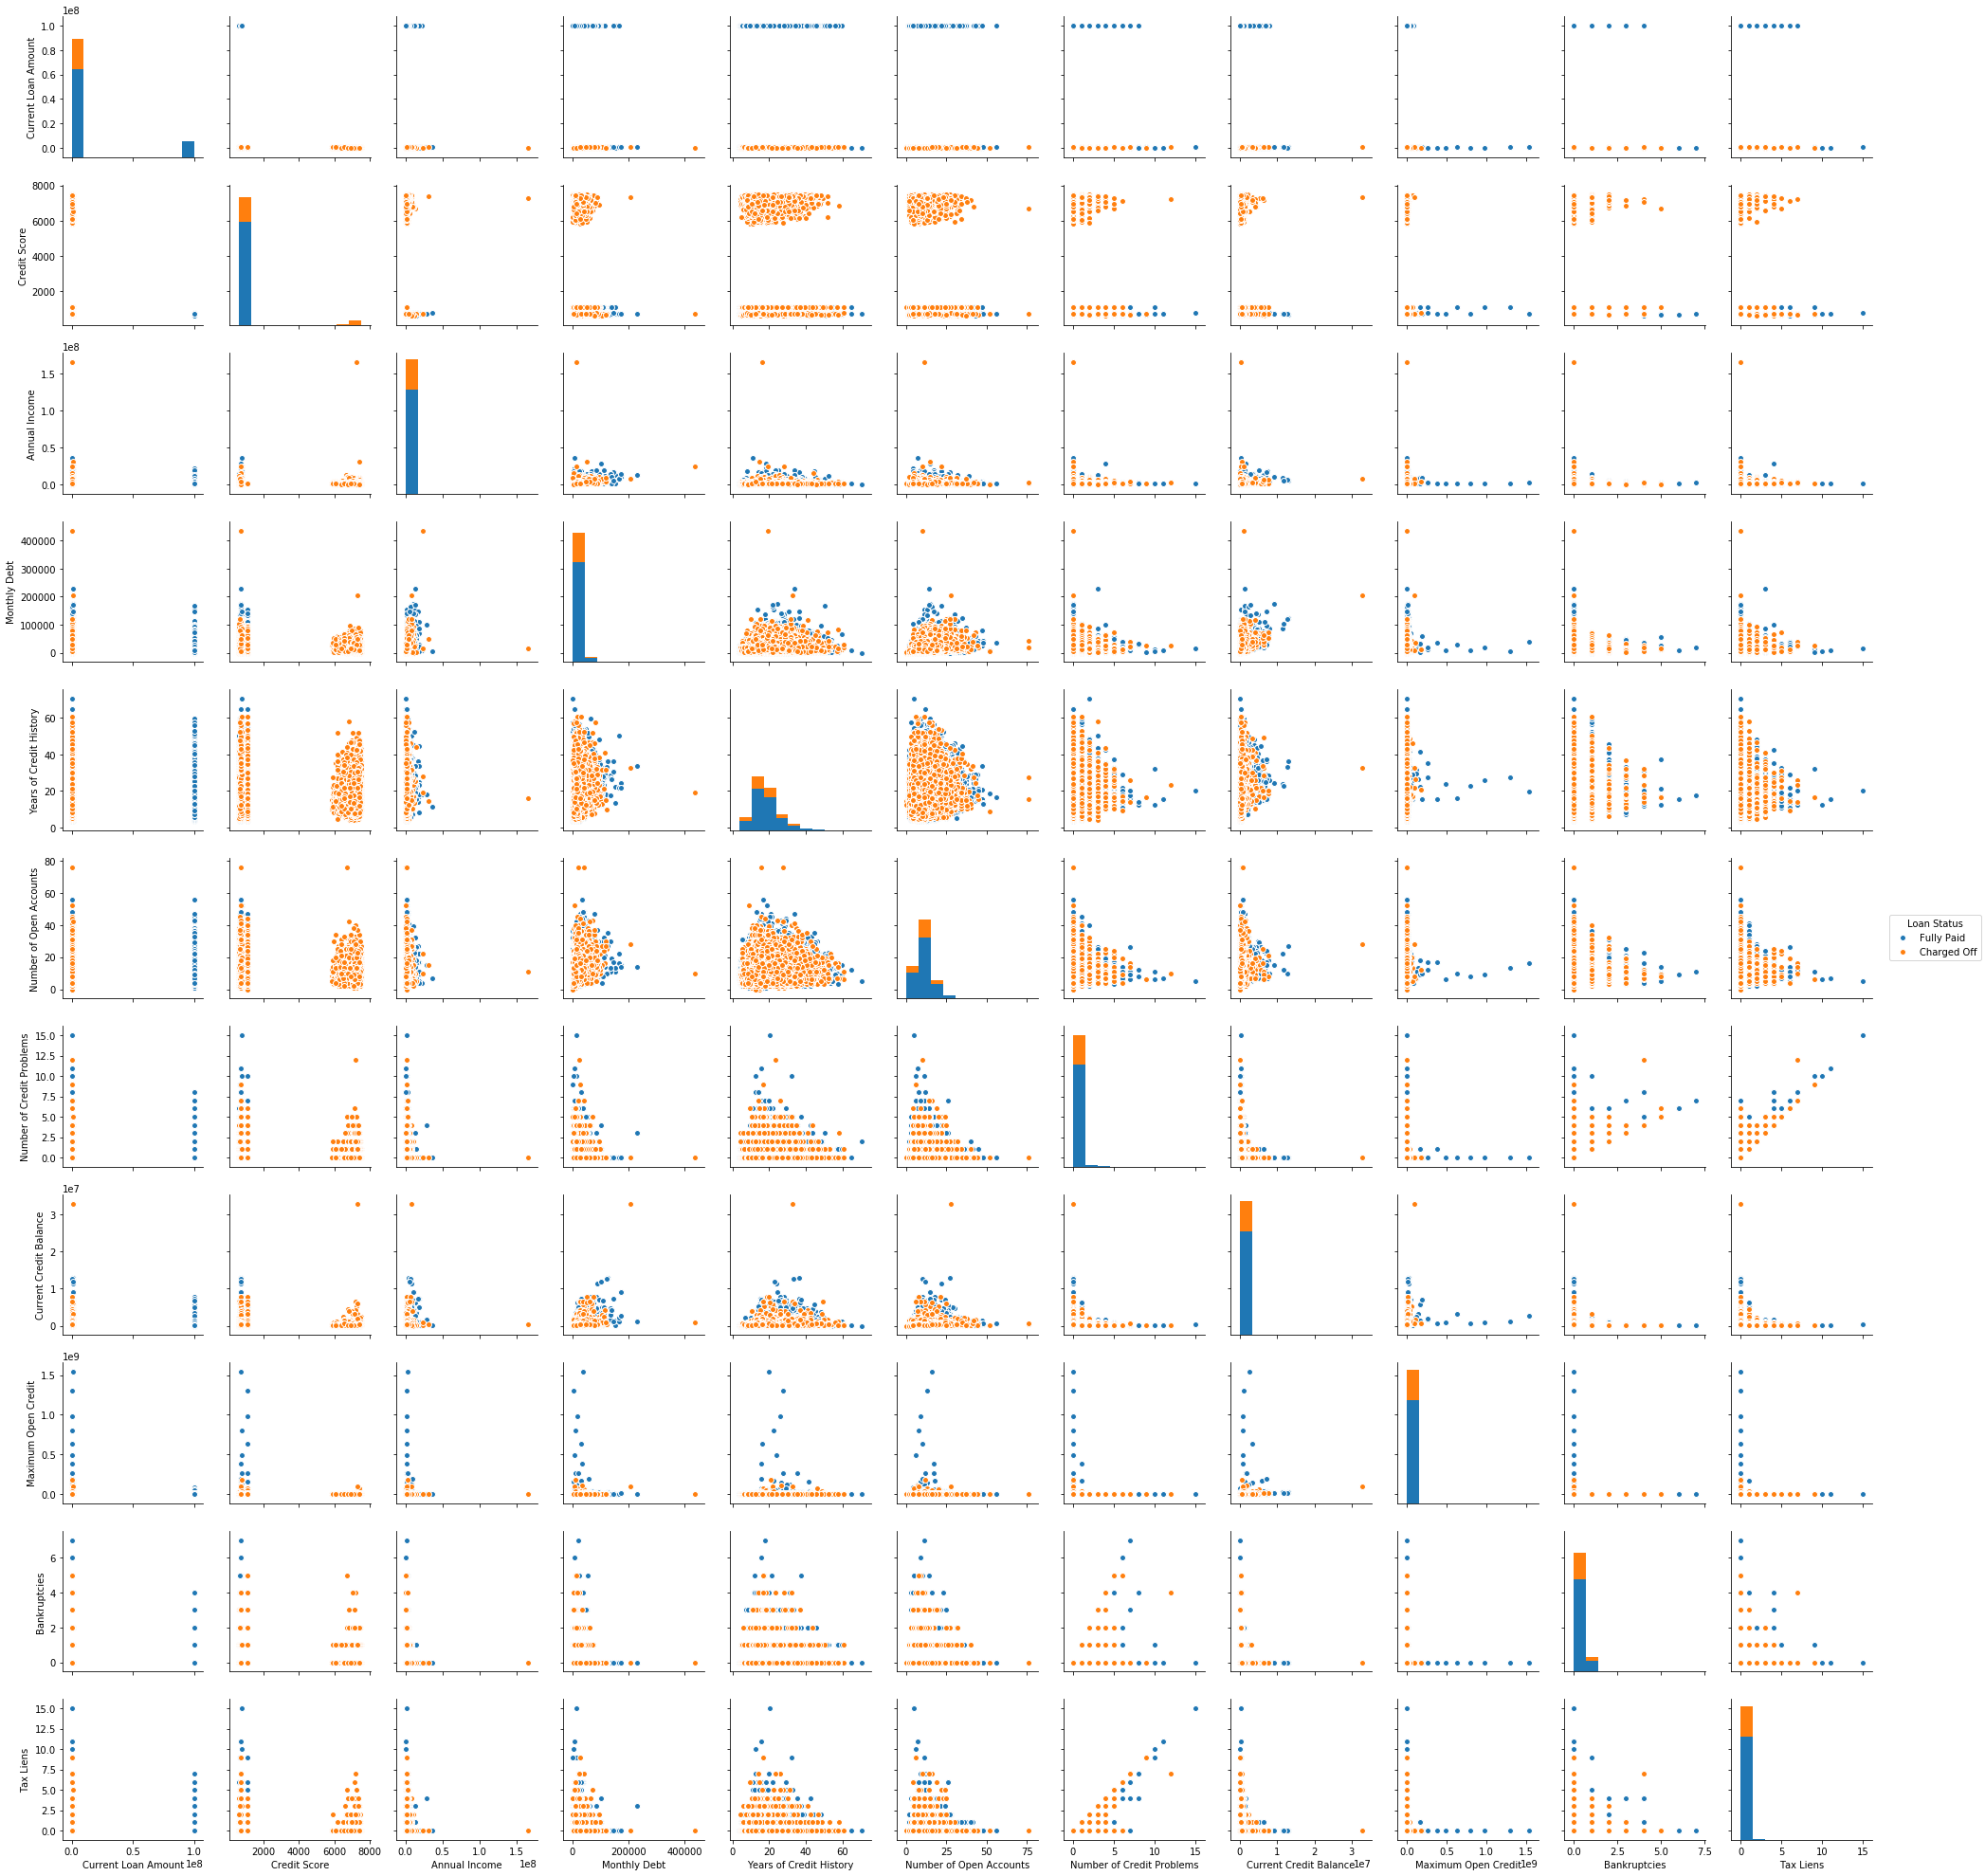 1e8
Current Loan Amount
1.0
0.8
0.6
0.4
0.2
0.0
Credit Score
8000
6000
4000
2000
1e8
Annual Income
1.5
1.0
0.5
0.0
Monthly Debt
400000
300000
200000
100000
0
Years of Credit History
60
40
20
0
Number of Open Accounts
80
60
40
20
0
Loan Status
Fully Paid
Charged Off
Number of Credit Problems
15.0
12.5
10.0
7.5
5.0
2.5
0.0
1e7
Current Credit Balance
3
2
1
0
1e9
Maximum Open Credit
1.5
1.0
0.5
0.0
Bankruptcies
6
4
2
0
Tax Liens
15.0
12.5
10.0
7.5
5.0
2.5
0.0
0.0 0.5 1.0
2000 4000 6000 8000
0.0 0.5 1.0 1.5
0 200000 400000
0 20 40 60
0 25 50 75
0 5 10 15
0 1 2 3
0.0 0.5 1.0 1.5
0.0 2.5 5.0 7.5
0 5 10 15
Current Loan Amount 1e8
Credit Score
Annual Income 1e8
Monthly Debt
Years of Credit History
Number of Open Accounts
Number of Credit Problems
Current Credit Balance 1e7
Maximum Open Credit 1e9
Bankruptcies
Tax Liens